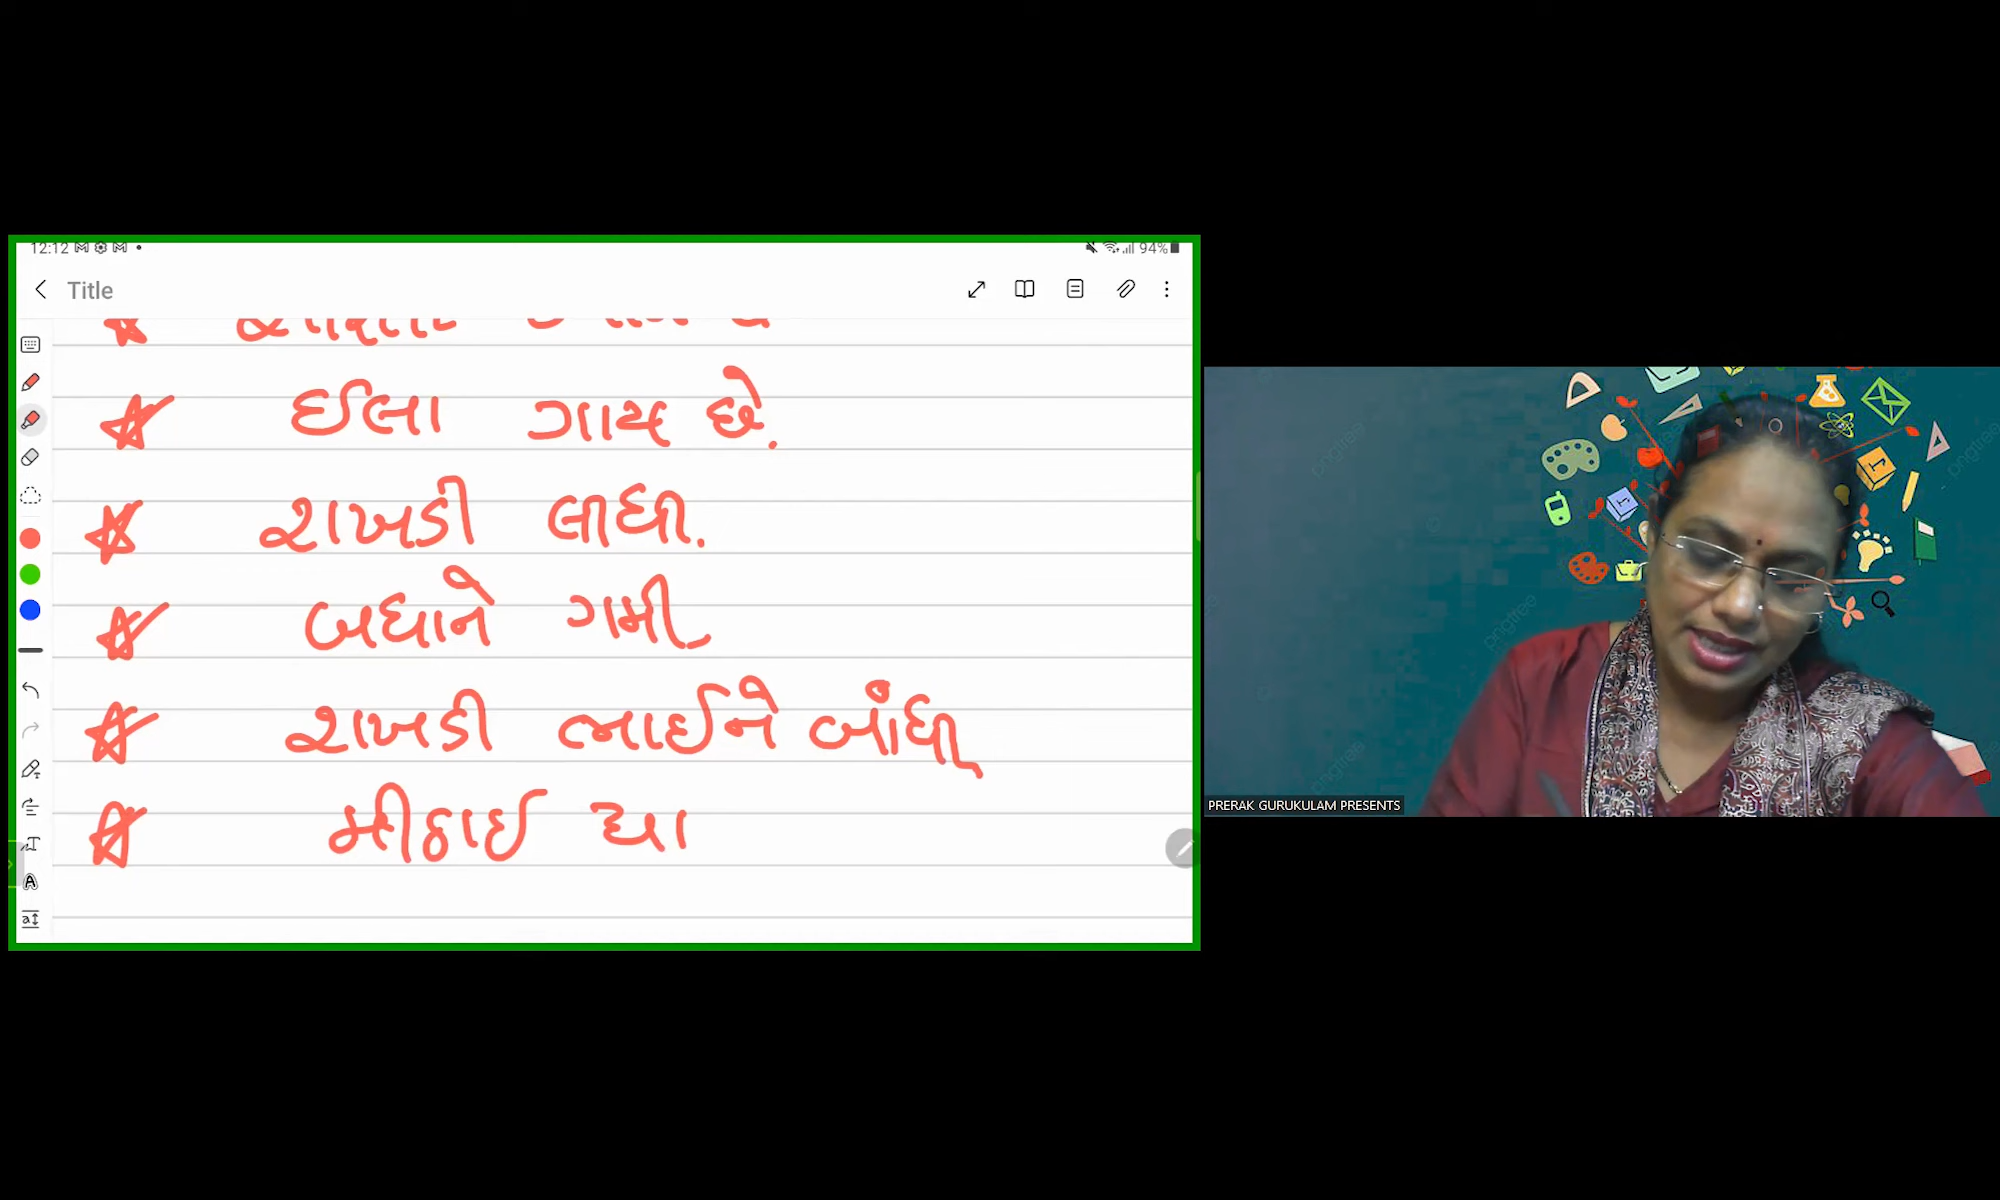 12:12
94%
Title
ઈલા ગાય છે.
રાખડી લાધી.
બધાને ગમી
રાખડી ભાઈને બાંધી
મીઠાઈ ચા
PRERAK GURUKULAM PRESENTS